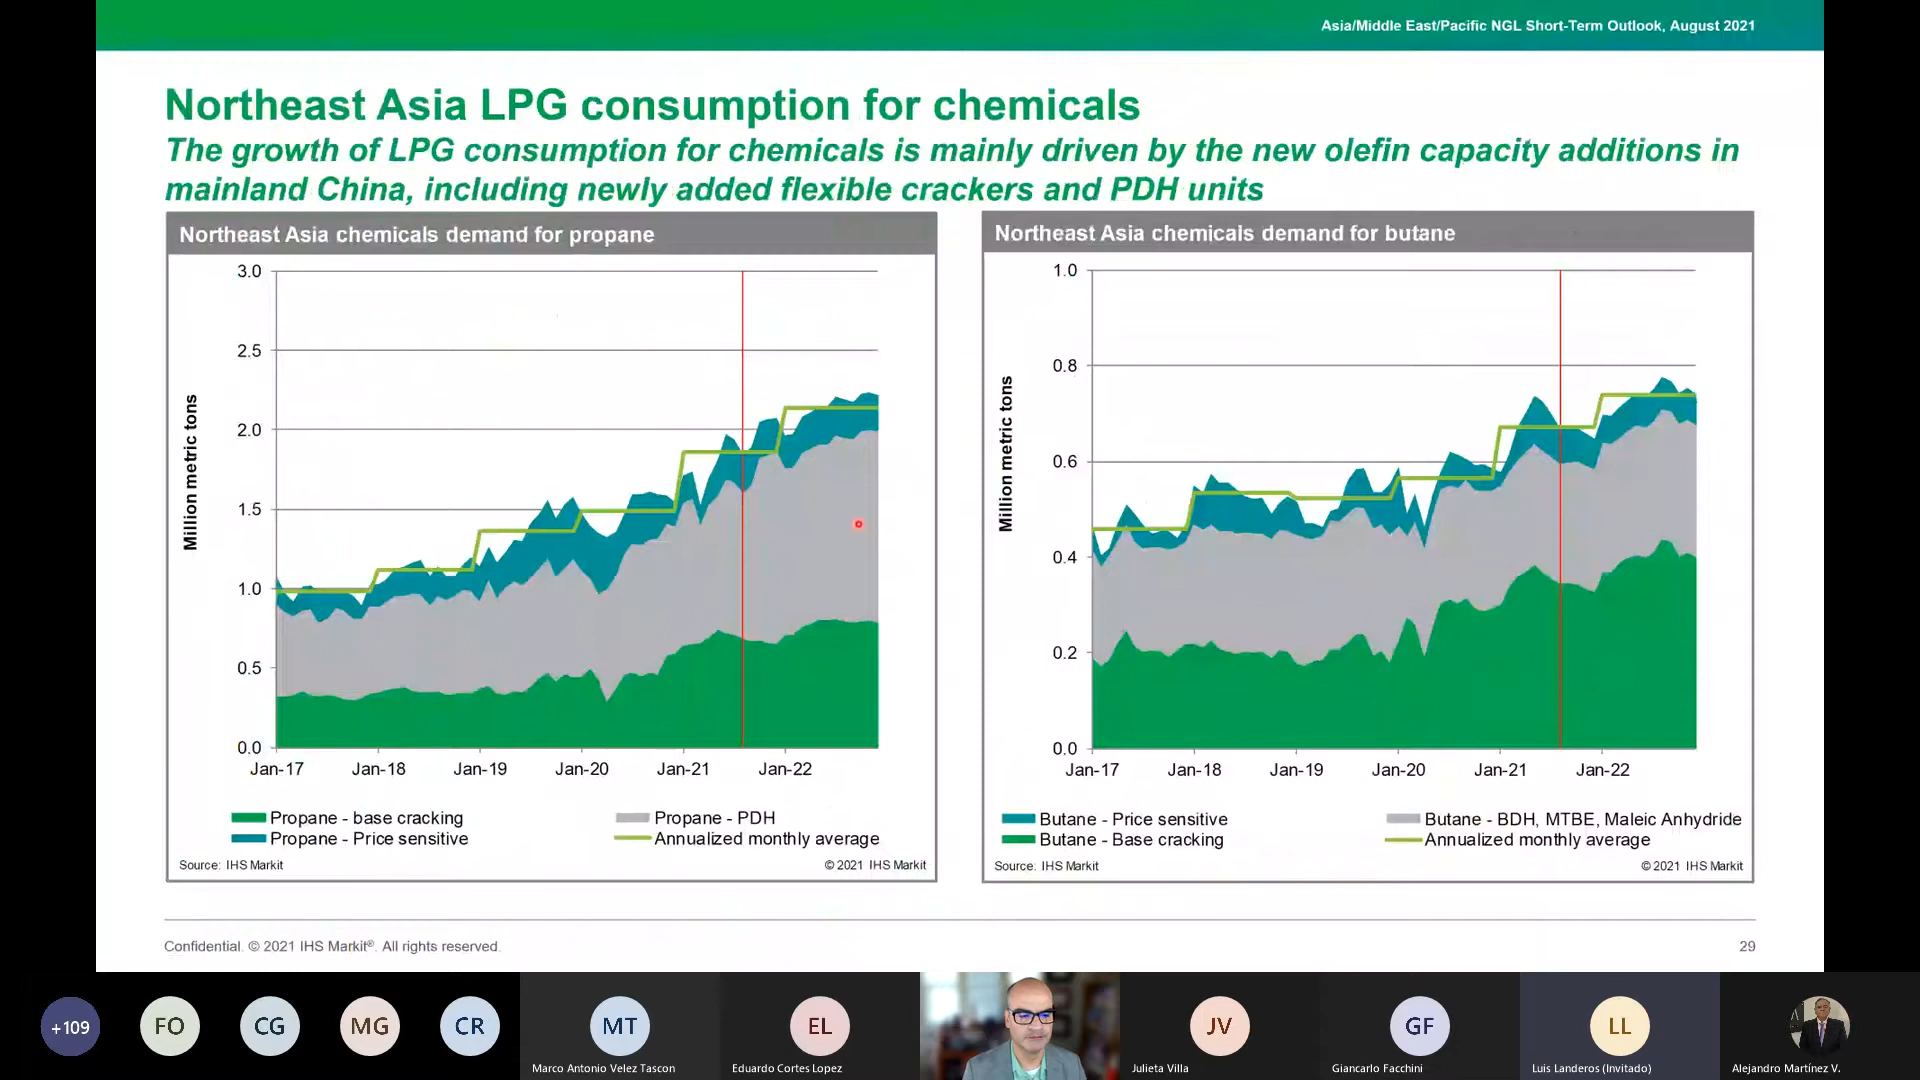 Asia/Middle East/Pacific NGL Short-Term Outlook, August 2021
Northeast Asia LPG consumption for chemicals
The growth of LPG consumption for chemicals is mainly driven by the new olefin capacity additions in
mainland China, including newly added flexible crackers and PDH units
Northeast Asia chemicals demand for propane
3.0
2.5
2.0
1.5
1.0
0.5
0.0
Million metric tons
Jan-17 Jan-18 Jan-19 Jan-20 Jan-21 Jan-22
Propane - base cracking Propane - PDH
Propane - Price sensitive Annualized monthly average
Source: IHS Markit © 2021 IHS Markit
Northeast Asia chemicals demand for butane
1.0
0.8
0.6
0.4
0.2
0.0
Million metric tons
Jan-17 Jan-18 Jan-19 Jan-20 Jan-21 Jan-22
Butane - Price sensitive Butane - BDH, MTBE, Maleic Anhydride
Butane - Base cracking Annualized monthly average
Source: IHS Markit © 2021 IHS Markit
Confidential. © 2021 IHS Markit®. All rights reserved. 29
+109 FO CG MG CR MT EL JV GF LL
Marco Antonio Velez Tascon Eduardo Cortes Lopez Julieta Villa Giancarlo Facchini Luis Landeros (Invitado) Alejandro Martínez V.